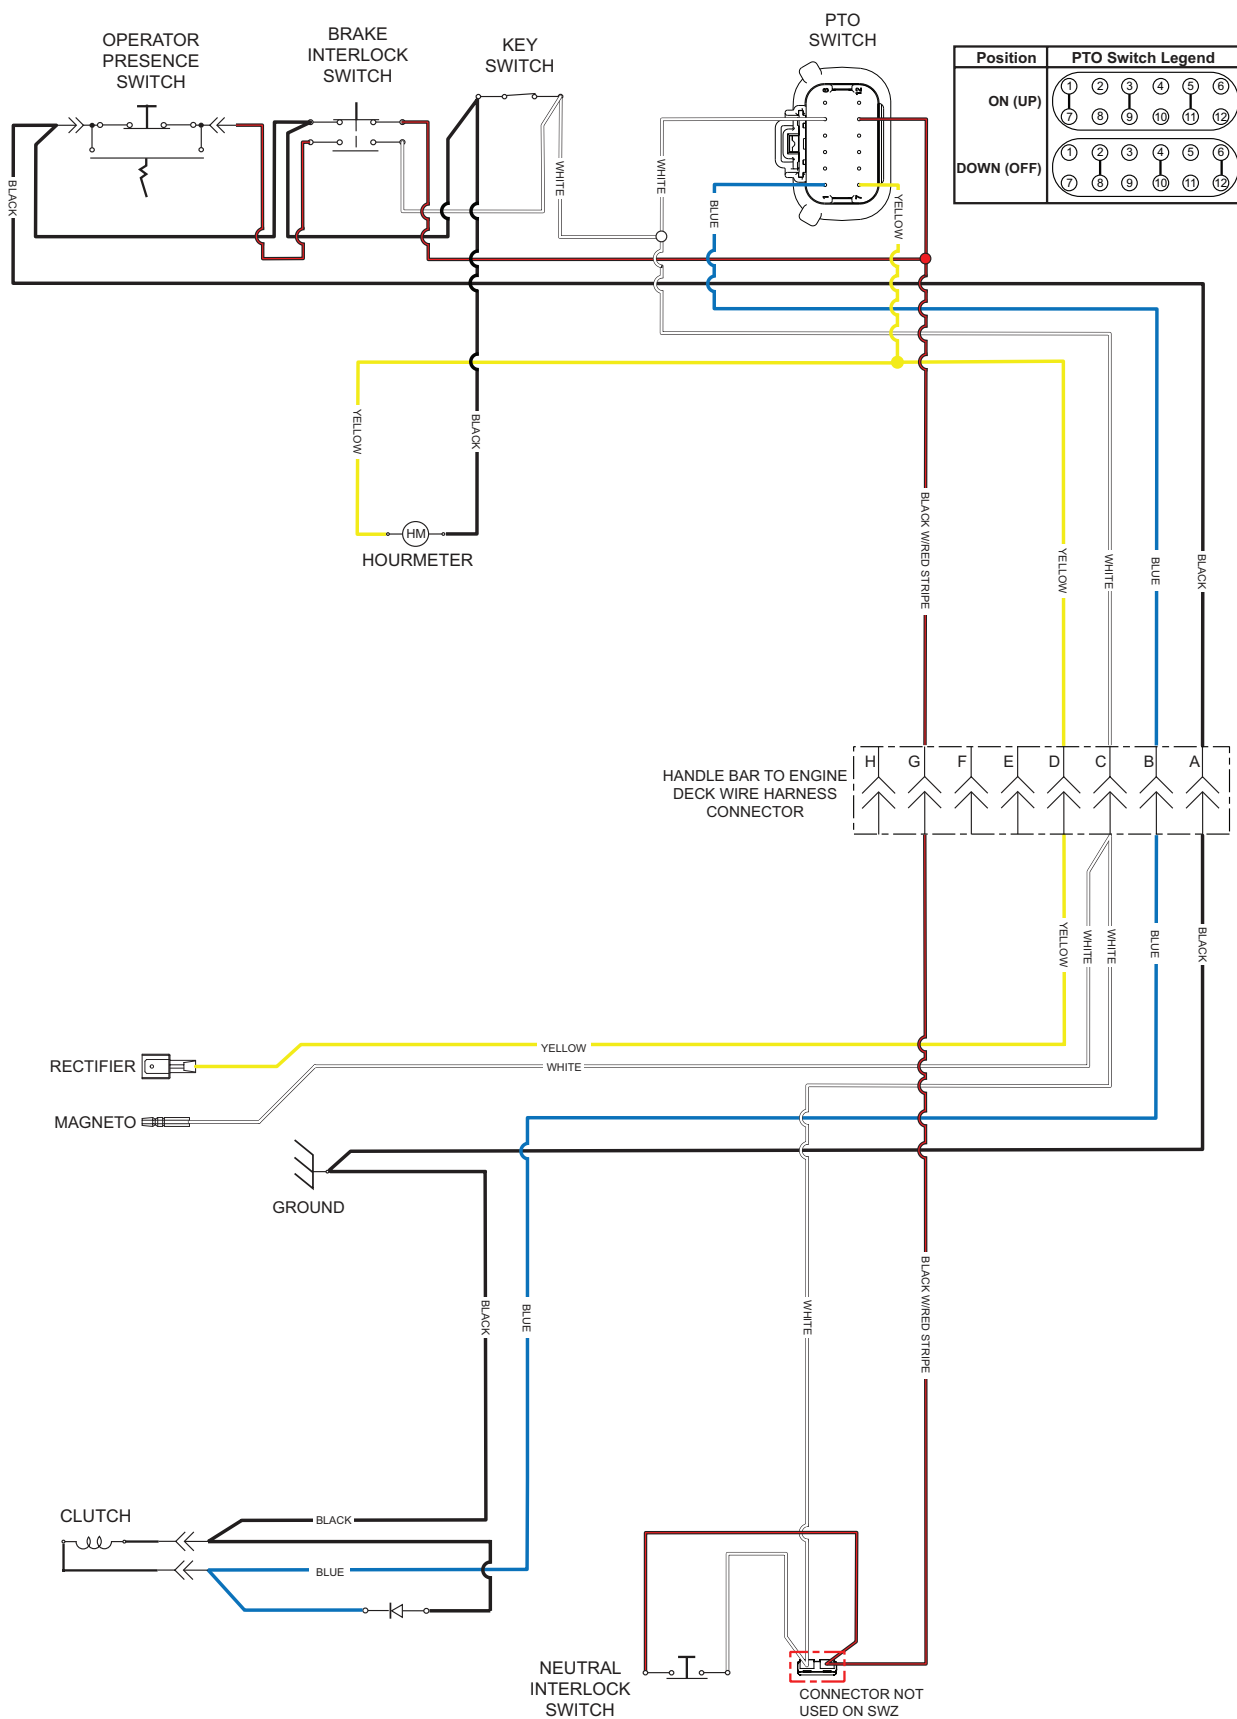 OPERATOR
PRESENCE
SWITCH
BRAKE
INTERLOCK
SWITCH
KEY
SWITCH
PTO
SWITCH
Position PTO Switch Legend
ON (UP)
1 2 3 4 5 6
7 8 9 10 11 12
DOWN (OFF)
1 2 3 4 5 6
7 8 9 10 11 12
6 12
1 7
BLACK
WHITE
WHITE
BLUE
YELLOW
YELLOW
BLACK
HM
HOURMETER
BLACK W/RED STRIPE
YELLOW
WHITE
BLUE
BLACK
HANDLE BAR TO ENGINE
DECK WIRE HARNESS
CONNECTOR
H G F E D C B A
YELLOW
WHITE
WHITE
BLUE
BLACK
RECTIFIER
YELLOW
WHITE
MAGNETO
GROUND
BLACK
BLUE
WHITE
BLACK W/RED STRIPE
CLUTCH
BLACK
BLUE
NEUTRAL
INTERLOCK
SWITCH
CONNECTOR NOT
USED ON SWZ